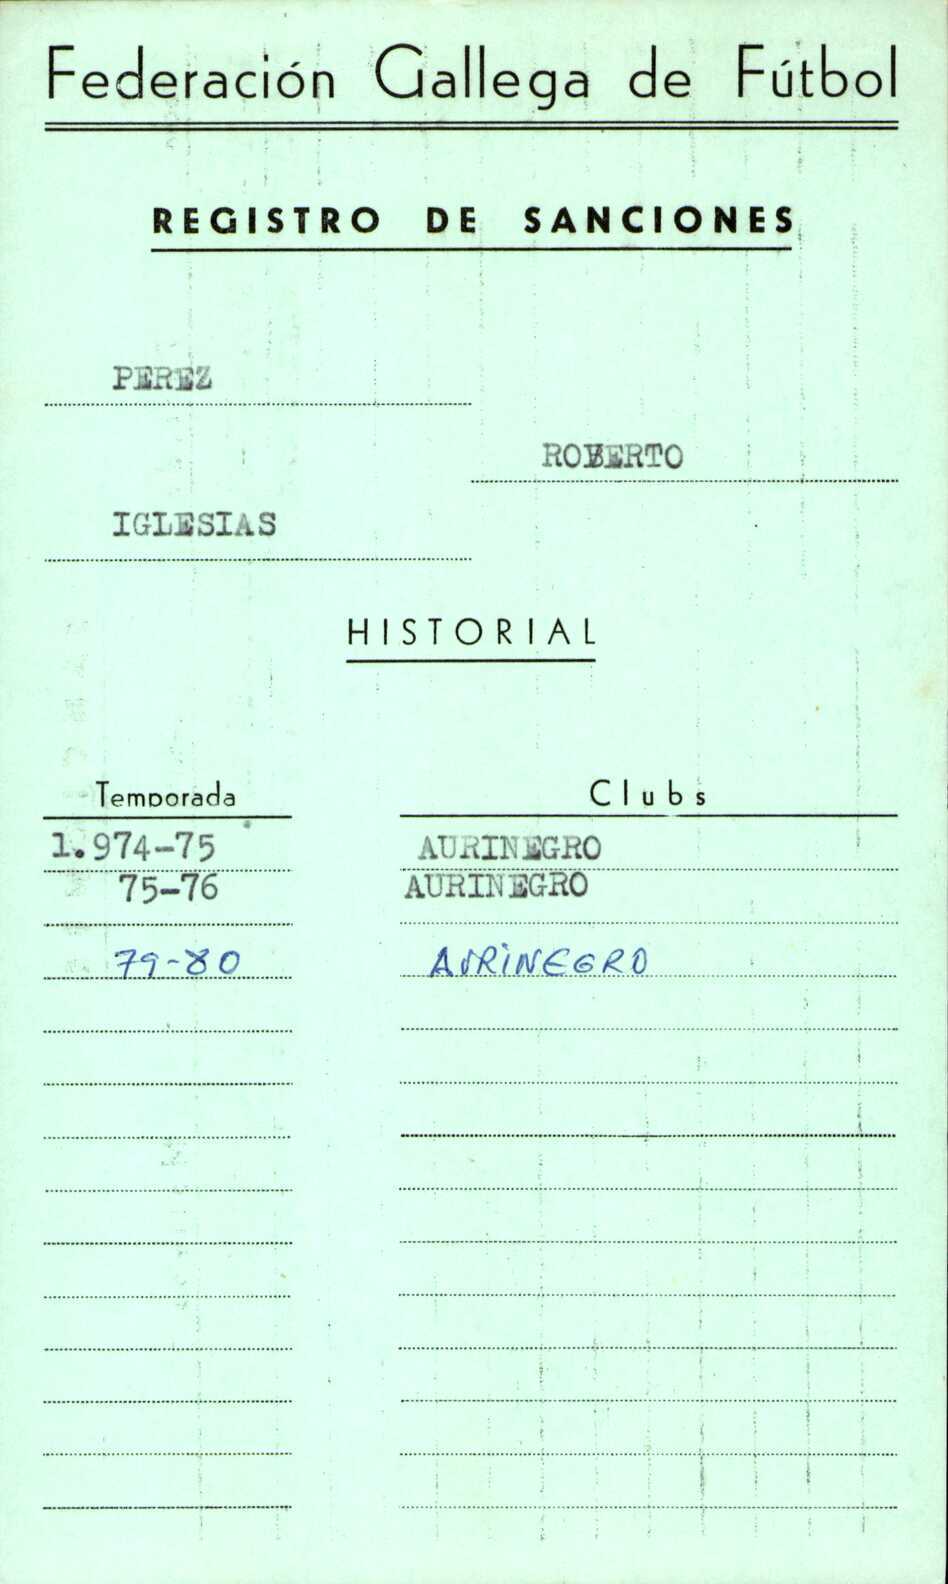 Federación Gallega de Fútbol
REGISTRO DE SANCIONES
PEREZ
ROBERTO
IGLESIAS
HISTORIAL
Temporada Clubs
1.974-75 AURINEGRO
75-76 AURINEGRO
79-80 AURINEGRO